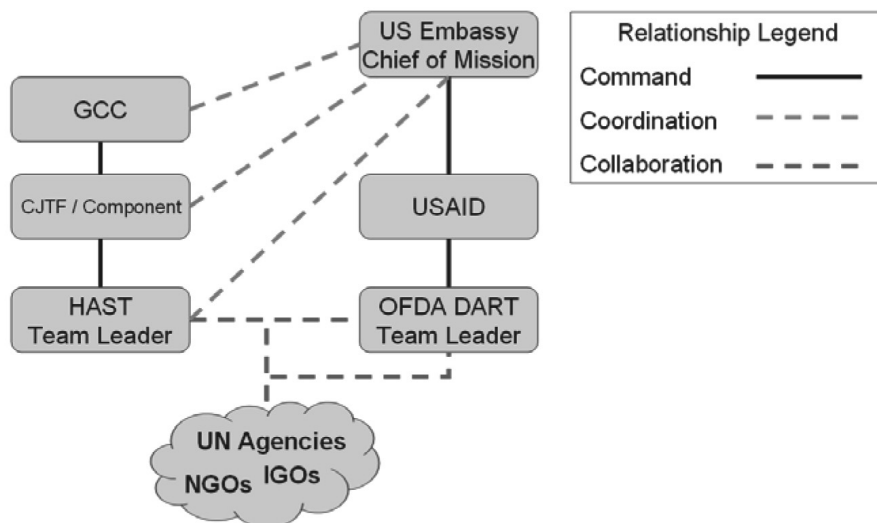 US Embassy
Chief of Mission
GCC
CJTF / Component
USAID
HAST
Team Leader
OFDA DART
Team Leader
UN Agencies
NGOs IGOs
Relationship Legend
Command
Coordination
Collaboration